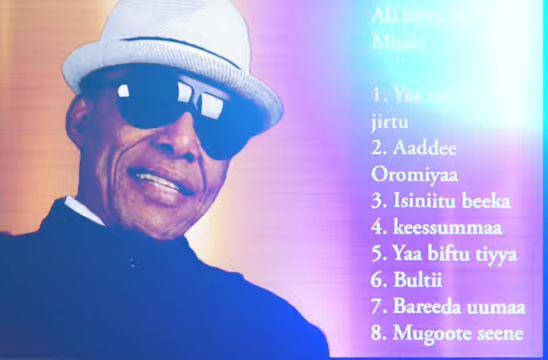 Ali birra
Music
1. Yaa
jirtu
2. Aaddee
Oromiyaa
3. Isiniitu beeka
4. keessummaa
5. Yaa biftu tiyya
6. Bultii
7. Bareeda uumaa
8. Mugoote seene